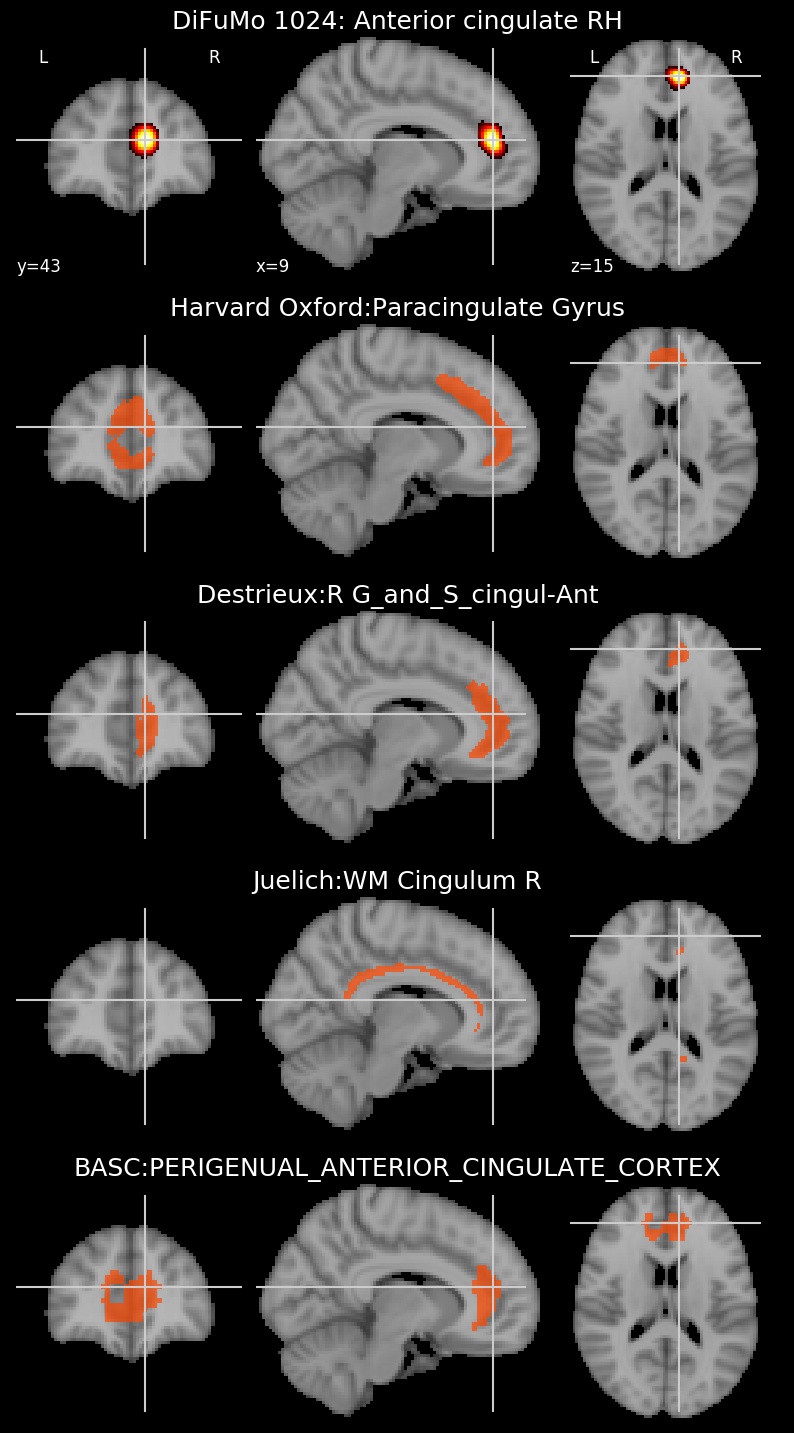 DiFuMo 1024: Anterior cingulate RH
L R L R
y=43 x=9 z=15
Harvard Oxford:Paracingulate Gyrus
Destrieux:R G_and_S_cingul-Ant
Juelich:WM Cingulum R
BASC:PERIGENUAL_ANTERIOR_CINGULATE_CORTEX